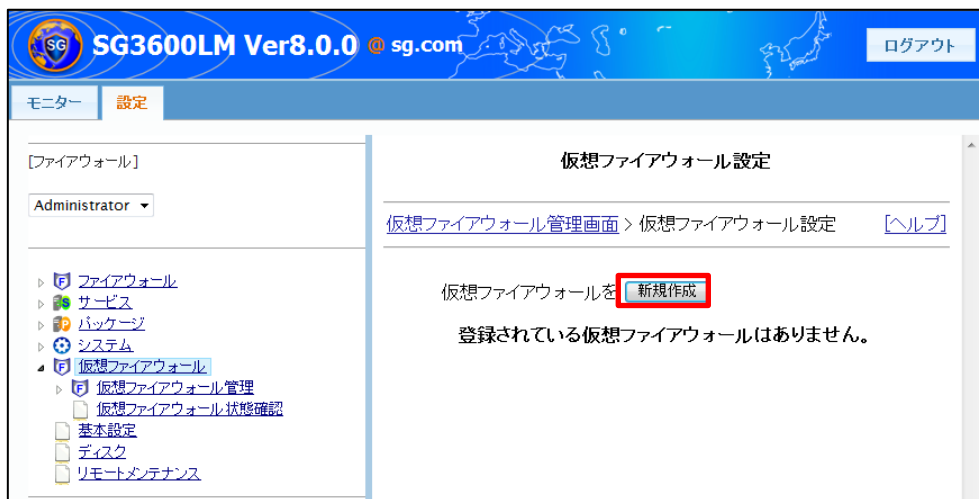 SG SG3600LM Ver8.0.0 @ sg.com ログアウト
モニター 設定
[ファイアウォール]
Administrator
ファイアウォール
サービス
パッケージ
システム
仮想ファイアウォール
仮想ファイアウォール管理
仮想ファイアウォール状態確認
基本設定
ディスク
リモートメンテナンス
仮想ファイアウォール設定
仮想ファイアウォール管理画面 > 仮想ファイアウォール設定 [ヘルプ]
仮想ファイアウォールを 新規作成
登録されている仮想ファイアウォールはありません。